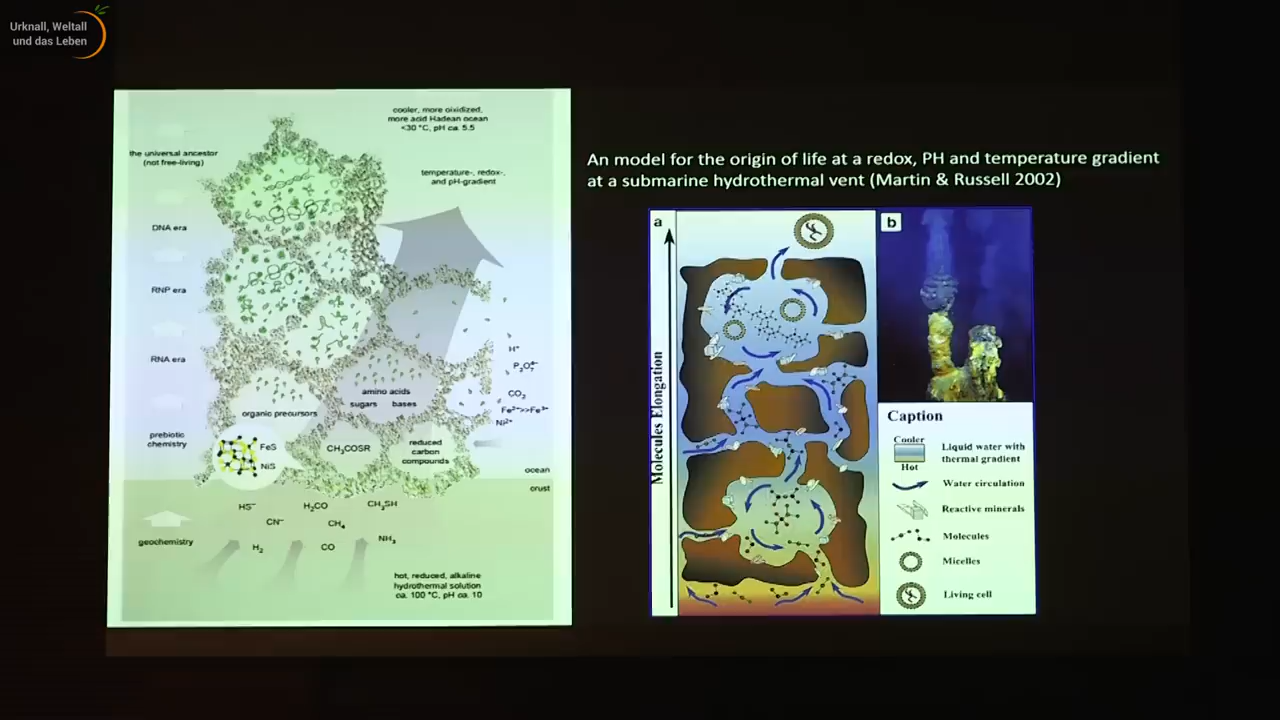 Urknall, Weltall
und das Leben
cooler, more oixidized,
more acid Hadean ocean
<30 °C, pH ca. 5.5
the universal ancestor
(not free-living)
temperature-, redox-,
and pH-gradient
DNA era
RNP era
RNA era
prebiotic
chemistry
geochemistry
H⁺
CO₂
Fe²⁺>>Fe³⁺
Ni²⁺
amino acids
sugars bases
organic precursors
FeS
NiS
CH₃COSR
reduced
carbon
compounds
ocean
crust
HS⁻
H₂CO
CH₃SH
CN⁻
CH₄
H₂
CO
NH₃
hot, reduced, alkaline
hydrothermal solution
ca. 100 °C, pH ca. 10
An model for the origin of life at a redox, PH and temperature gradient
at a submarine hydrothermal vent (Martin & Russell 2002)
a
b
Molecules Elongation
Caption
Cooler
Hot
Liquid water with
thermal gradient
Water circulation
Reactive minerals
Molecules
Micelles
Living cell